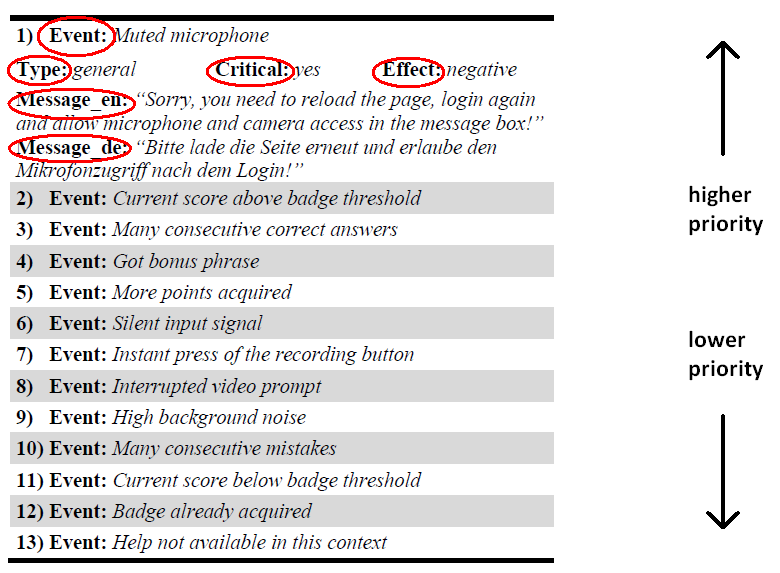 1) Event: Muted microphone
Type: general Critical: yes Effect: negative
Message_en: “Sorry, you need to reload the page, login again
and allow microphone and camera access in the message box!”
Message_de: “Bitte lade die Seite erneut und erlaube den
Mikrofonzugriff nach dem Login!”
2) Event: Current score above badge threshold
3) Event: Many consecutive correct answers
4) Event: Got bonus phrase
5) Event: More points acquired
6) Event: Silent input signal
7) Event: Instant press of the recording button
8) Event: Interrupted video prompt
9) Event: High background noise
10) Event: Many consecutive mistakes
11) Event: Current score below badge threshold
12) Event: Badge already acquired
13) Event: Help not available in this context
higher
priority
lower
priority